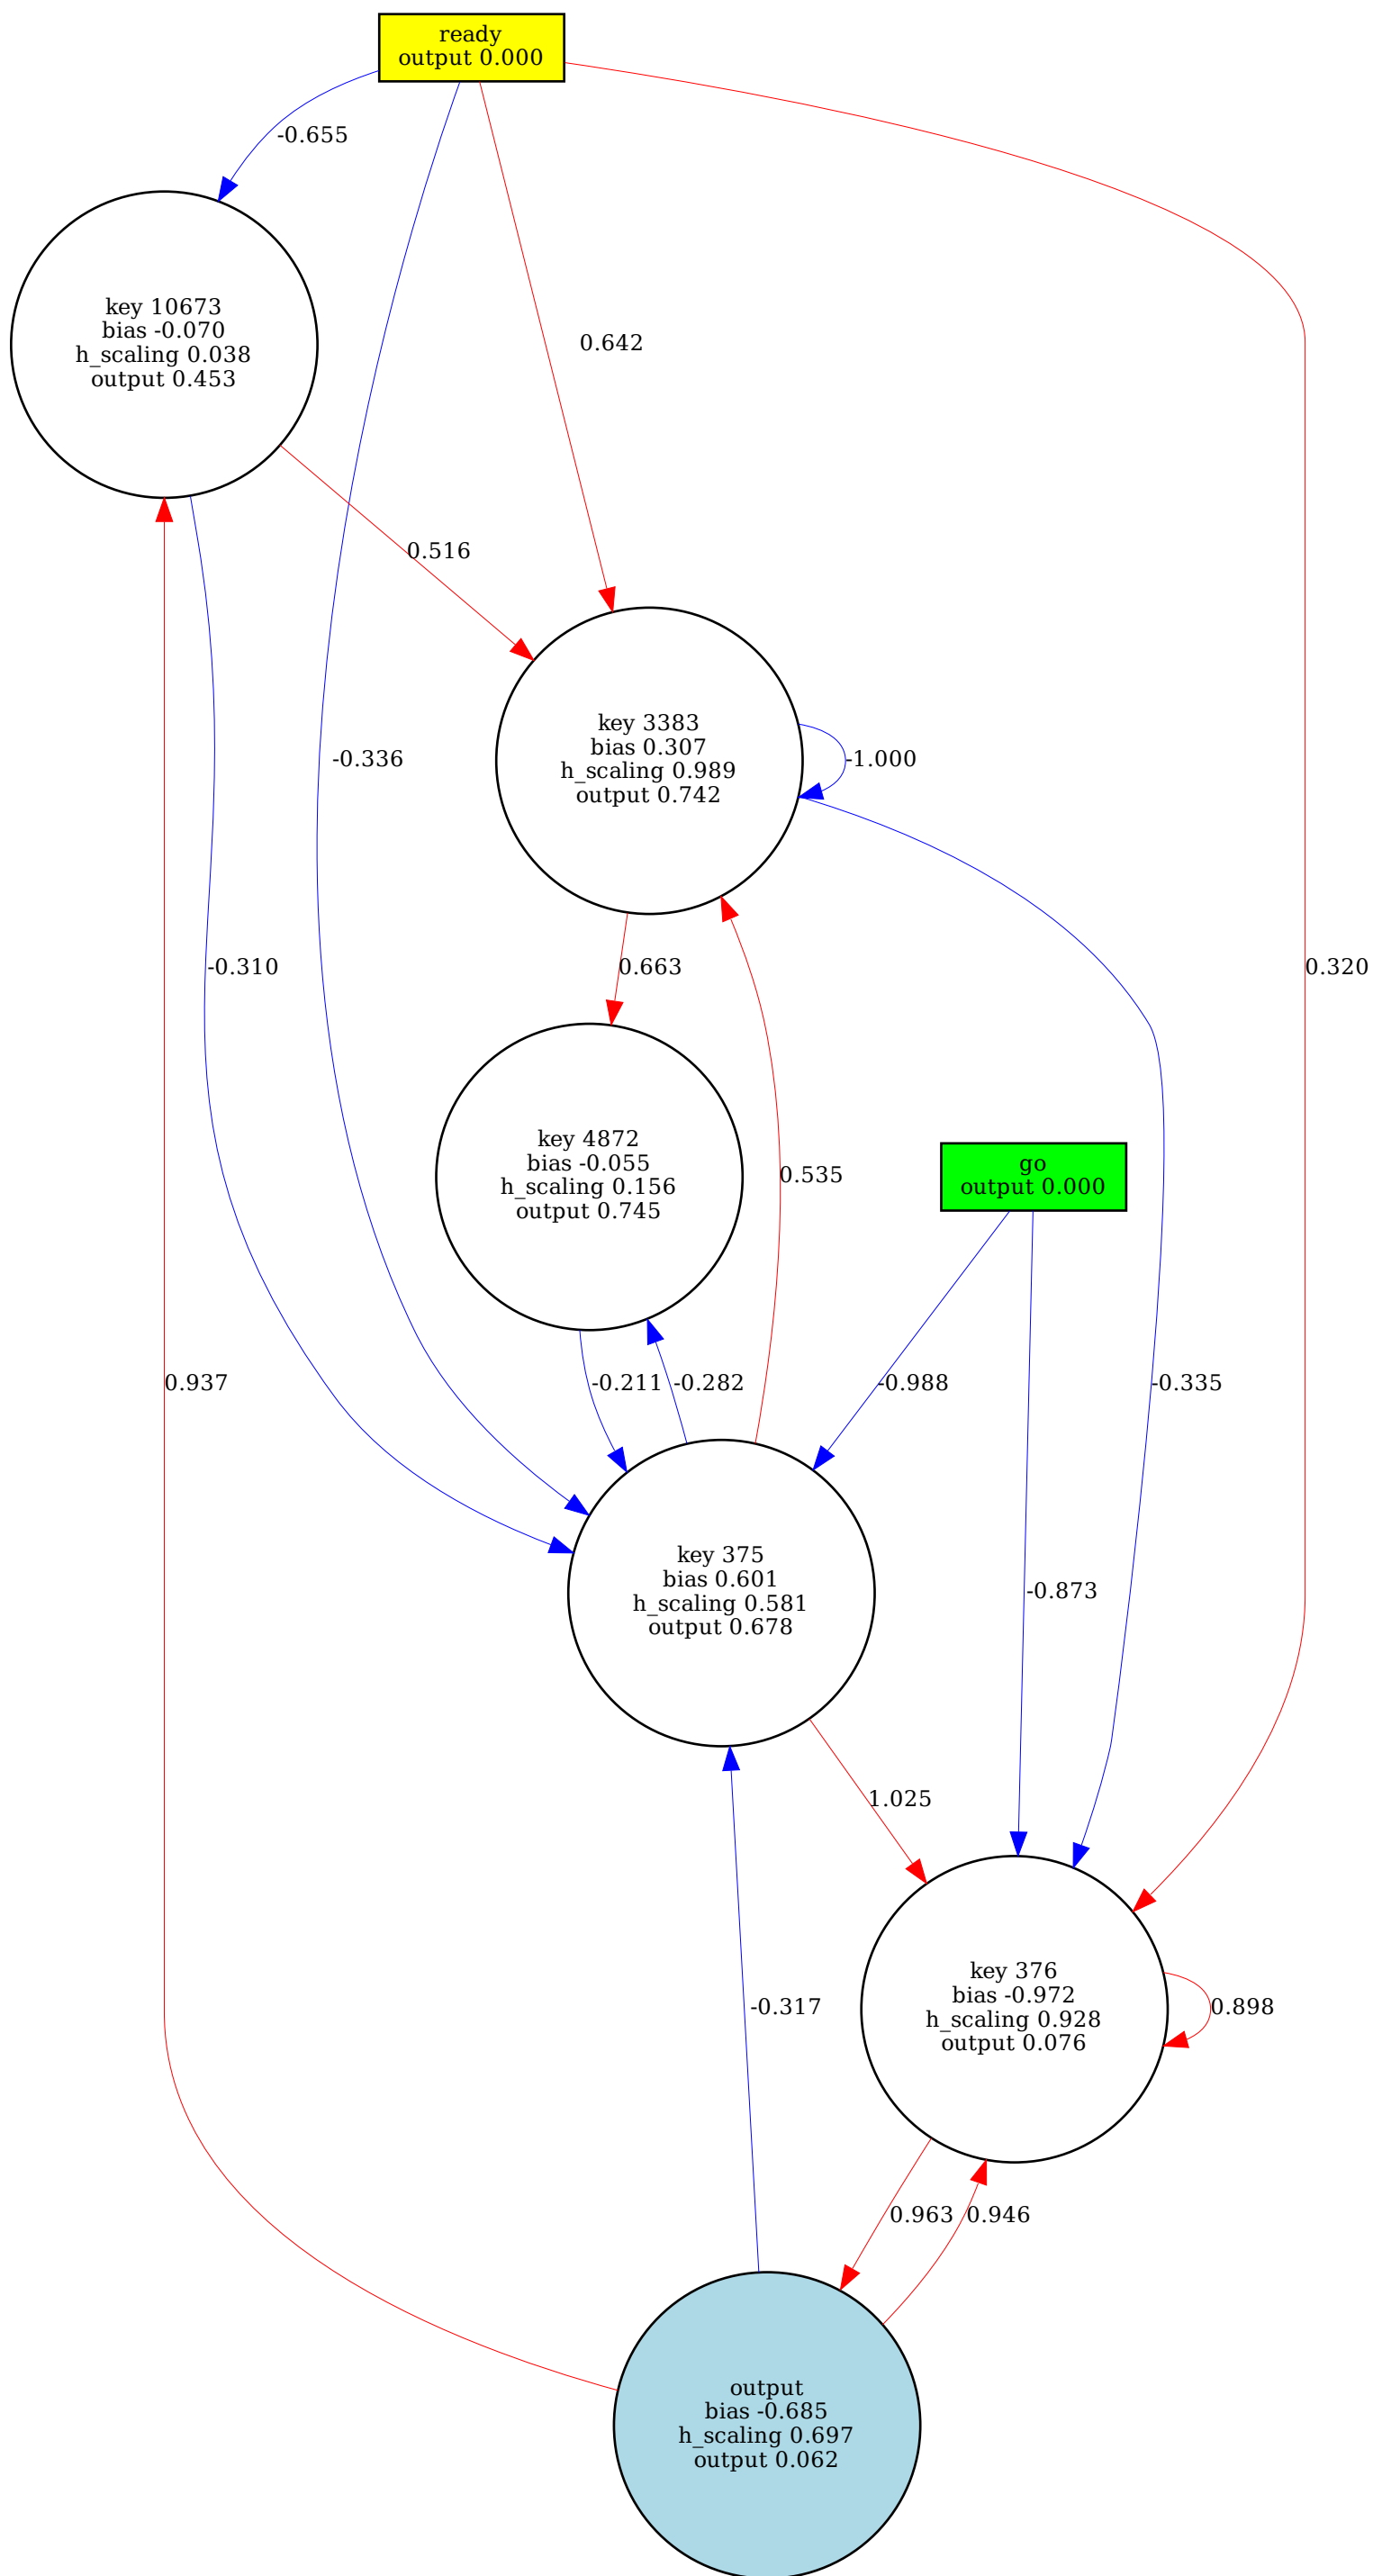 ready
output 0.000
-0.655
key 10673
bias -0.070
h_scaling 0.038
output 0.453
0.642
0.516
key 3383
bias 0.307
h_scaling 0.989
output 0.742
-0.336
-1.000
-0.310
0.663
0.320
key 4872
bias -0.055
h_scaling 0.156
output 0.745
0.535
go
output 0.000
0.937
-0.211
-0.282
-0.988
-0.335
key 375
bias 0.601
h_scaling 0.581
output 0.678
-0.873
1.025
key 376
bias -0.972
h_scaling 0.928
output 0.076
-0.317
0.898
0.963
0.946
output
bias -0.685
h_scaling 0.697
output 0.062